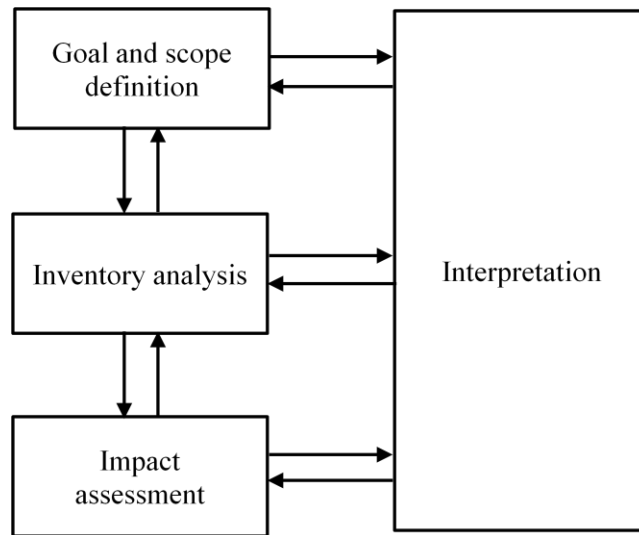 Goal and scope
definition
Inventory analysis
Interpretation
Impact
assessment